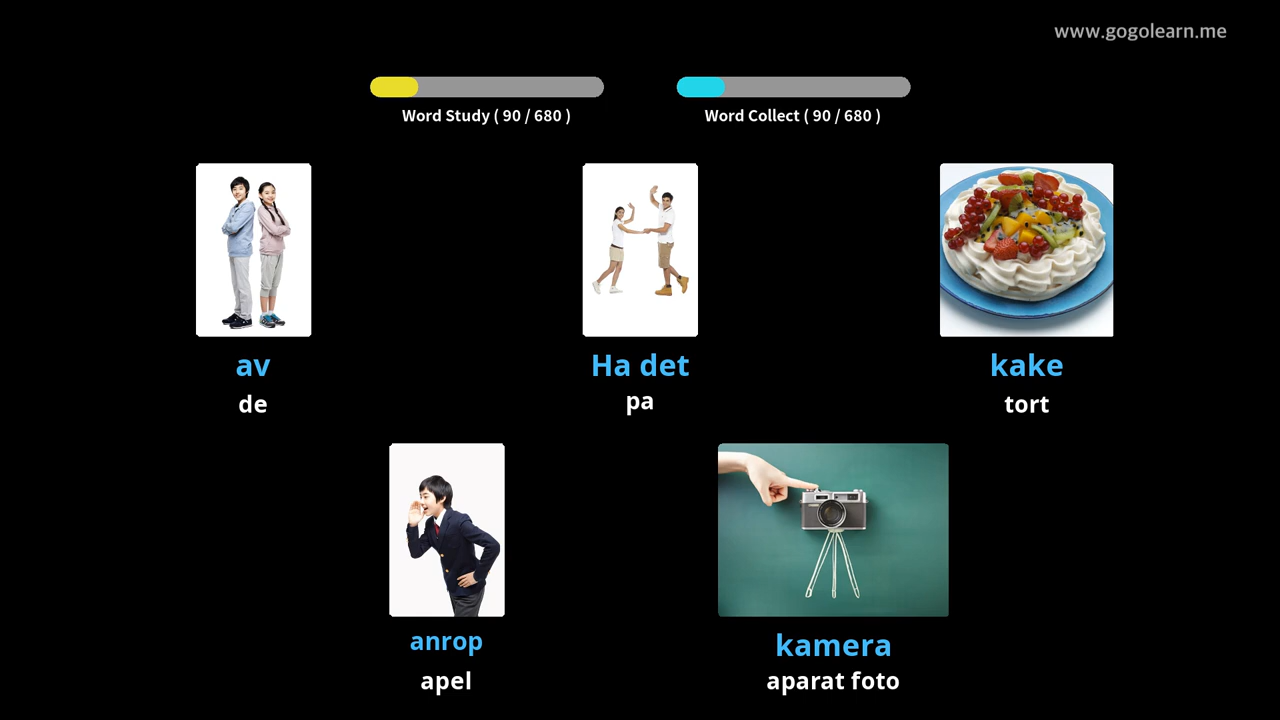 www.gogolearn.me
Word Study ( 90 / 680 )
Word Collect ( 90 / 680 )
av
de
Ha det
pa
kake
tort
anrop
apel
kamera
aparat foto